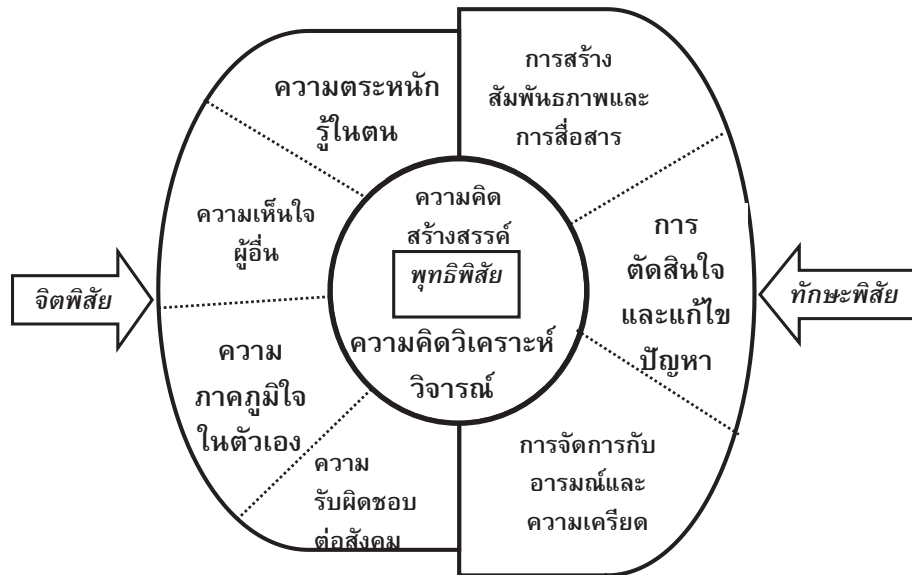 การสร้าง
สัมพันธภาพและ
การสื่อสาร
ความตระหนัก
รู้ในตน
ความเห็นใจ
ผู้อื่น
ความคิด
สร้างสรรค์
พุทธิพิสัย
ความคิดวิเคราะห์
วิจารณ์
การ
ตัดสินใจ
และแก้ไข
ปัญหา
จิตพิสัย
ทักษะพิสัย
ความ
ภาคภูมิใจ
ในตัวเอง
ความ
รับผิดชอบ
ต่อสังคม
การจัดการกับ
อารมณ์และ
ความเครียด